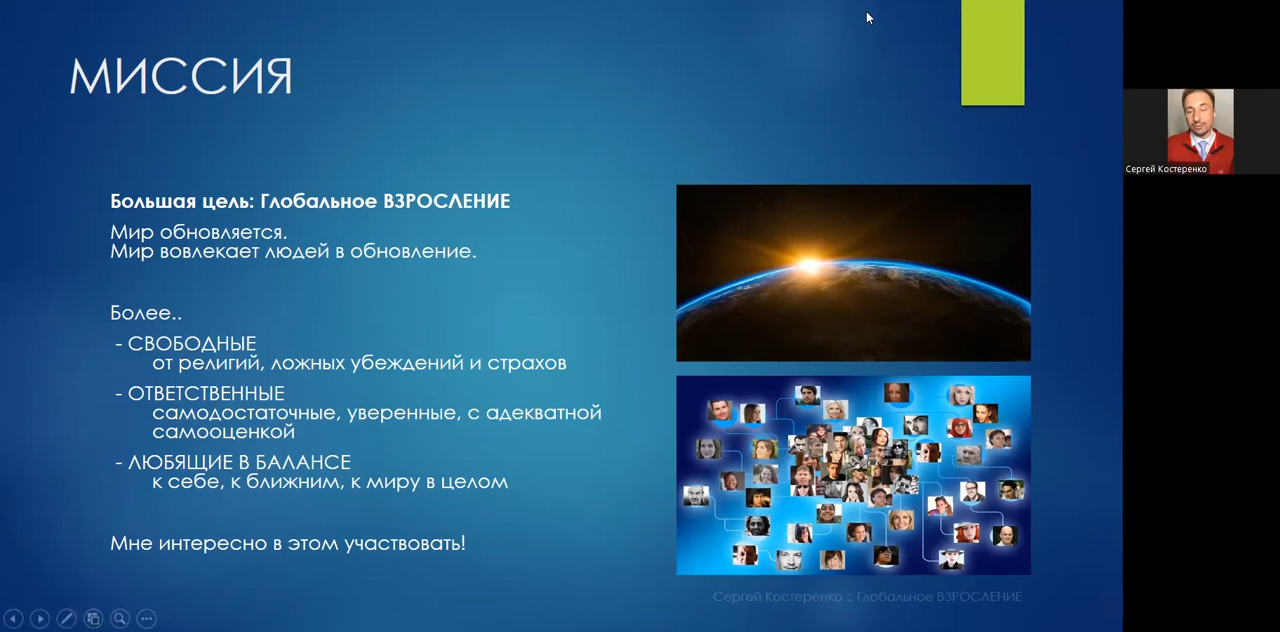 МИССИЯ
Большая цель: Глобальное ВЗРОСЛЕНИЕ
Мир обновляется.
Мир вовлекает людей в обновление.
Более..
- СВОБОДНЫЕ
от религий, ложных убеждений и страхов
- ОТВЕТСТВЕННЫЕ
самодостаточные, уверенные, с адекватной
самооценкой
- ЛЮБЯЩИЕ В БАЛАНСЕ
к себе, к ближним, к миру в целом
Мне интересно в этом участвовать!
Сергей Костеренко :: Глобальное ВЗРОСЛЕНИЕ
Сергей Костеренко